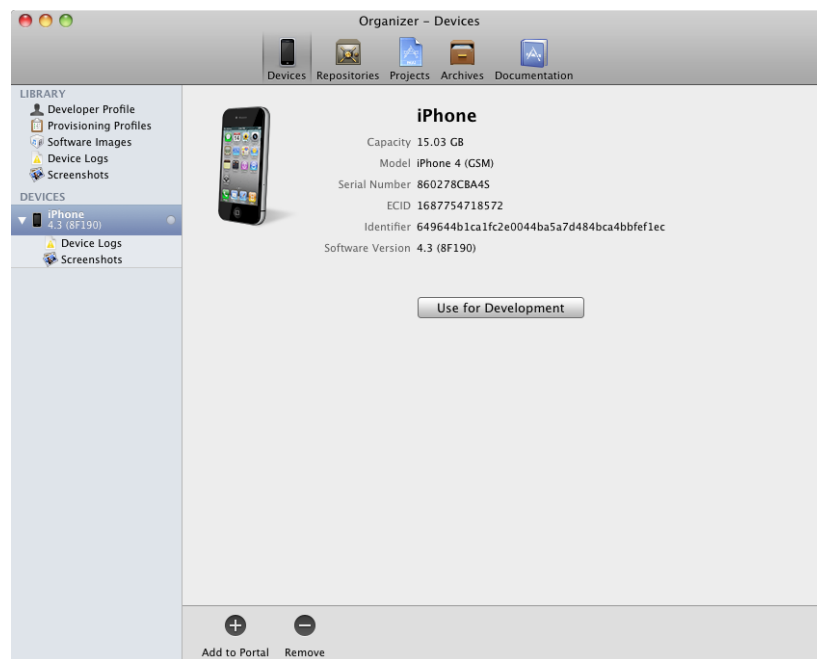 Organizer – Devices
Devices Repositories Projects Archives Documentation
LIBRARY
Developer Profile
Provisioning Profiles
Software Images
Device Logs
Screenshots
DEVICES
iPhone
4.3 (8F190)
Device Logs
Screenshots
iPhone
Capacity 15.03 GB
Model iPhone 4 (GSM)
Serial Number 860278CBA4S
ECID 1687754718572
Identifier 649644b1ca1fc2e0044ba5a7d484bca4bbfef1ec
Software Version 4.3 (8F190)
Use for Development
Add to Portal Remove